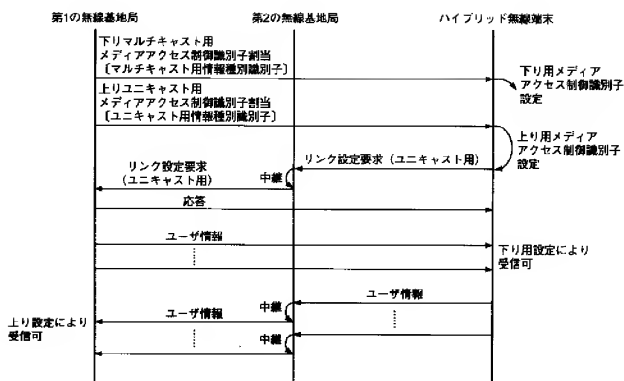 第1の無線基地局
第2の無線基地局
ハイブリッド無線端末
下りマルチキャスト用
メディアアクセス制御識別子割当
〔マルチキャスト用情報種別識別子〕
下り用メディア
アクセス制御識別子
設定
上りユニキャスト用
メディアアクセス制御識別子割当
〔ユニキャスト用情報種別識別子〕
上り用メディア
アクセス制御識別子
設定
リンク設定要求（ユニキャスト用）
リンク設定要求
（ユニキャスト用）
中継
応答
ユーザ情報
下り用設定により
受信可
ユーザ情報
中継
ユーザ情報
上り設定により
受信可
中継